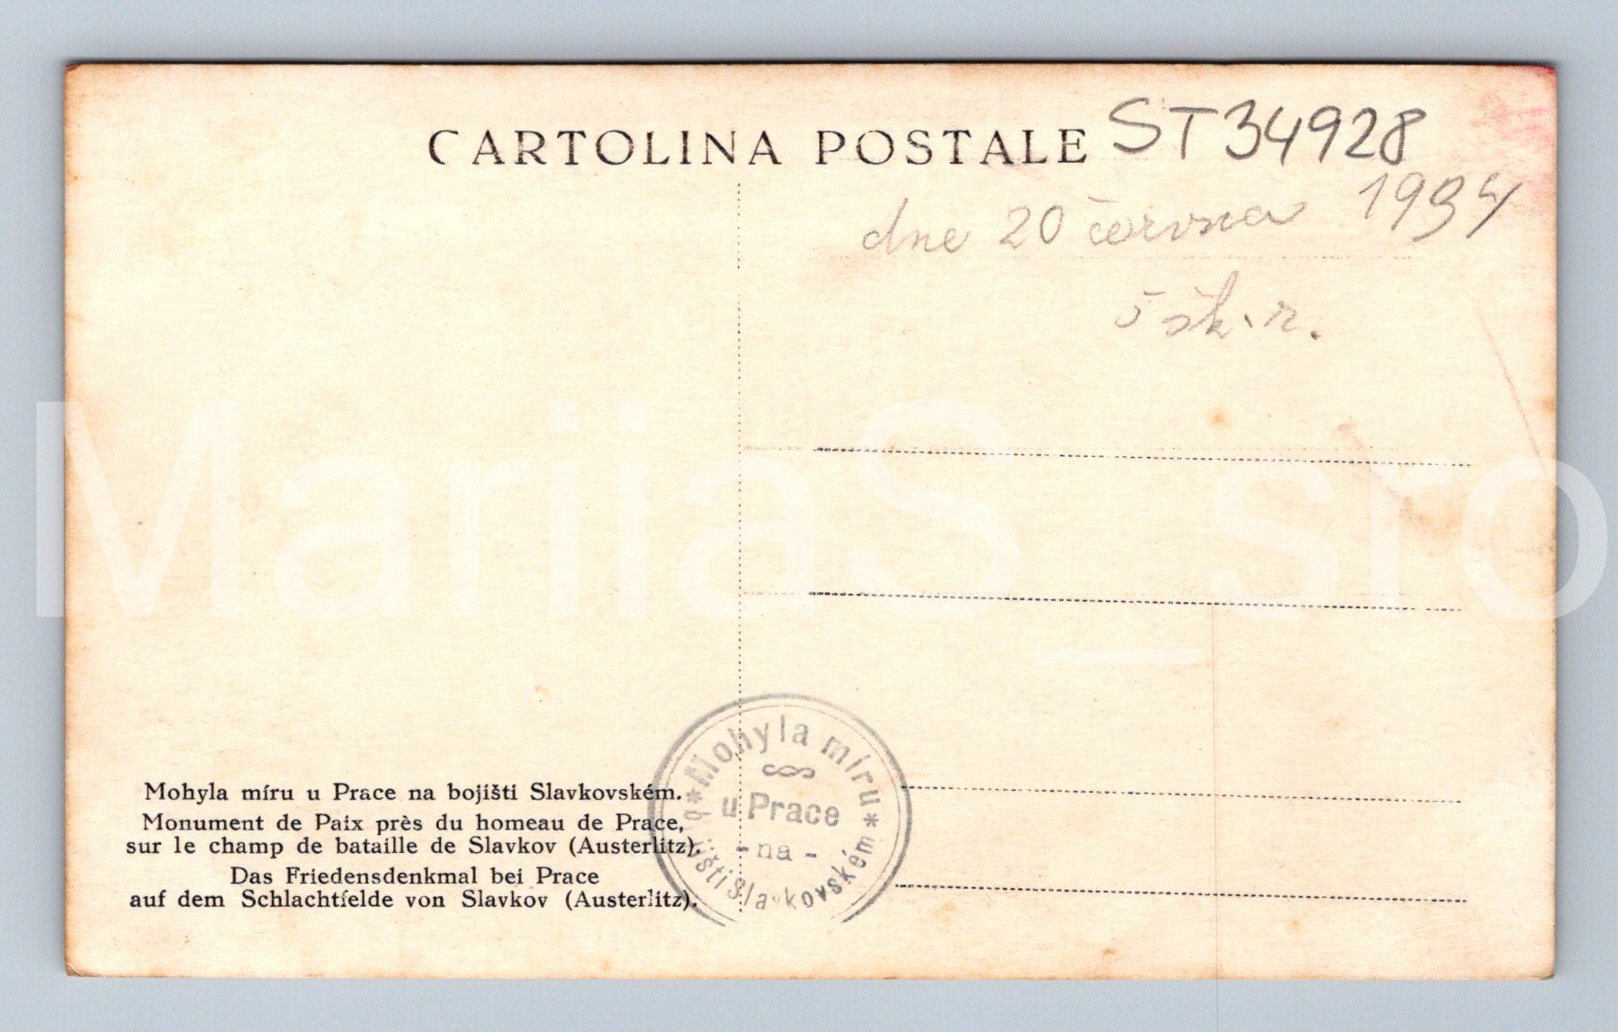 CARTOLINA POSTALE ST34928
dne 20 června 1934
5 šk. r.
Mohyla míru u Prace na bojišti Slavkovském.
Monument de Paix près du homeau de Prace,
sur le champ de bataille de Slavkov (Austerlitz).
Das Friedensdenkmal bei Prace
auf dem Schlachtfelde von Slavkov (Austerlitz).
*Mohyla míru*
u Prace
-na-
bojišti Slavkovském
MarilaS_sro